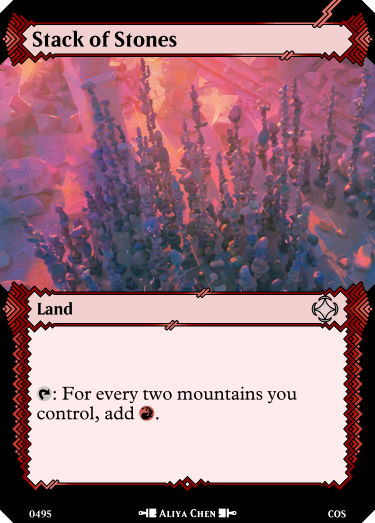 Stack of Stones
Land
: For every two mountains you
control, add .
0495 Aliya Chen COS